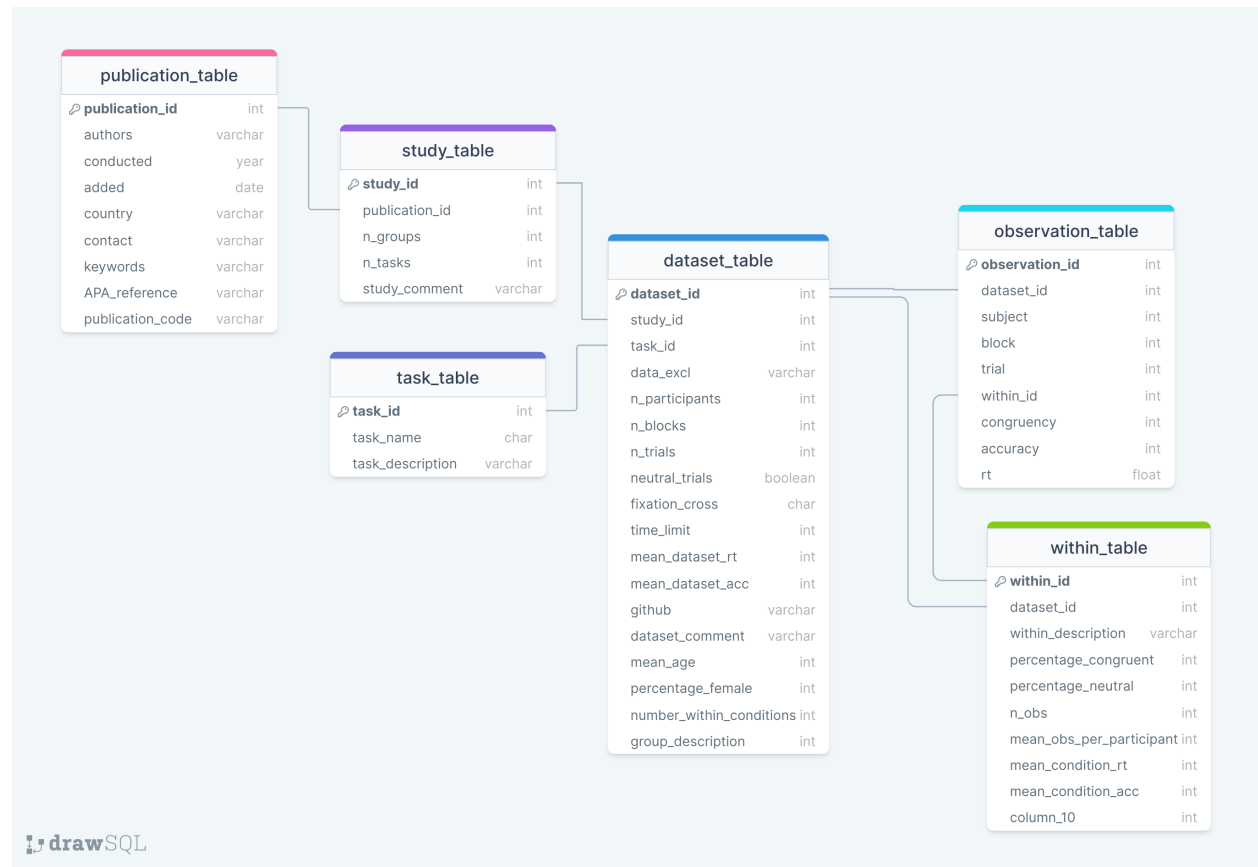 publication_table
publication_id int
authors varchar
conducted year
added date
country varchar
contact varchar
keywords varchar
APA_reference varchar
publication_code varchar
study_table
study_id int
publication_id int
n_groups int
n_tasks int
study_comment varchar
task_table
task_id int
task_name char
task_description varchar
dataset_table
dataset_id int
study_id int
task_id int
data_excl varchar
n_participants int
n_blocks int
n_trials int
neutral_trials boolean
fixation_cross char
time_limit int
mean_dataset_rt int
mean_dataset_acc int
github varchar
dataset_comment varchar
mean_age int
percentage_female int
number_within_conditions int
group_description int
observation_table
observation_id int
dataset_id int
subject int
block int
trial int
within_id int
congruency int
accuracy int
rt float
within_table
within_id int
dataset_id int
within_description varchar
percentage_congruent int
percentage_neutral int
n_obs int
mean_obs_per_participant int
mean_condition_rt int
mean_condition_acc int
column_10 int
drawSQL